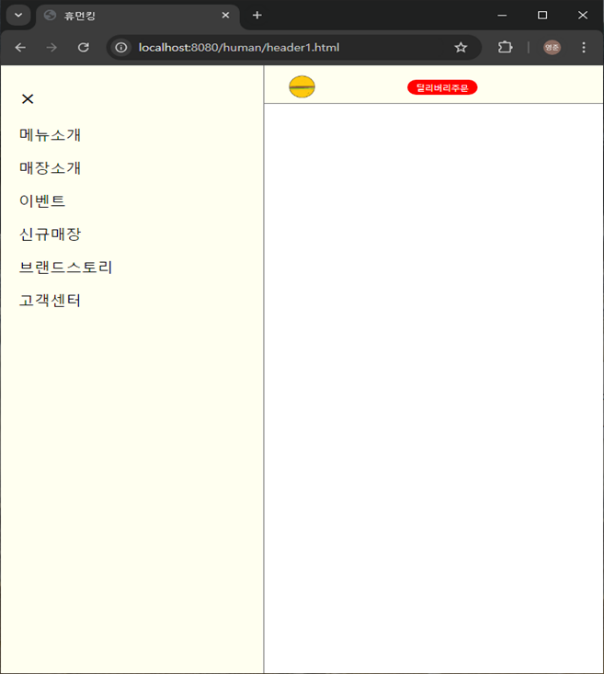 휴먼킹
localhost:8080/human/header1.html
영준
딜리버리주문
메뉴소개
매장소개
이벤트
신규매장
브랜드스토리
고객센터